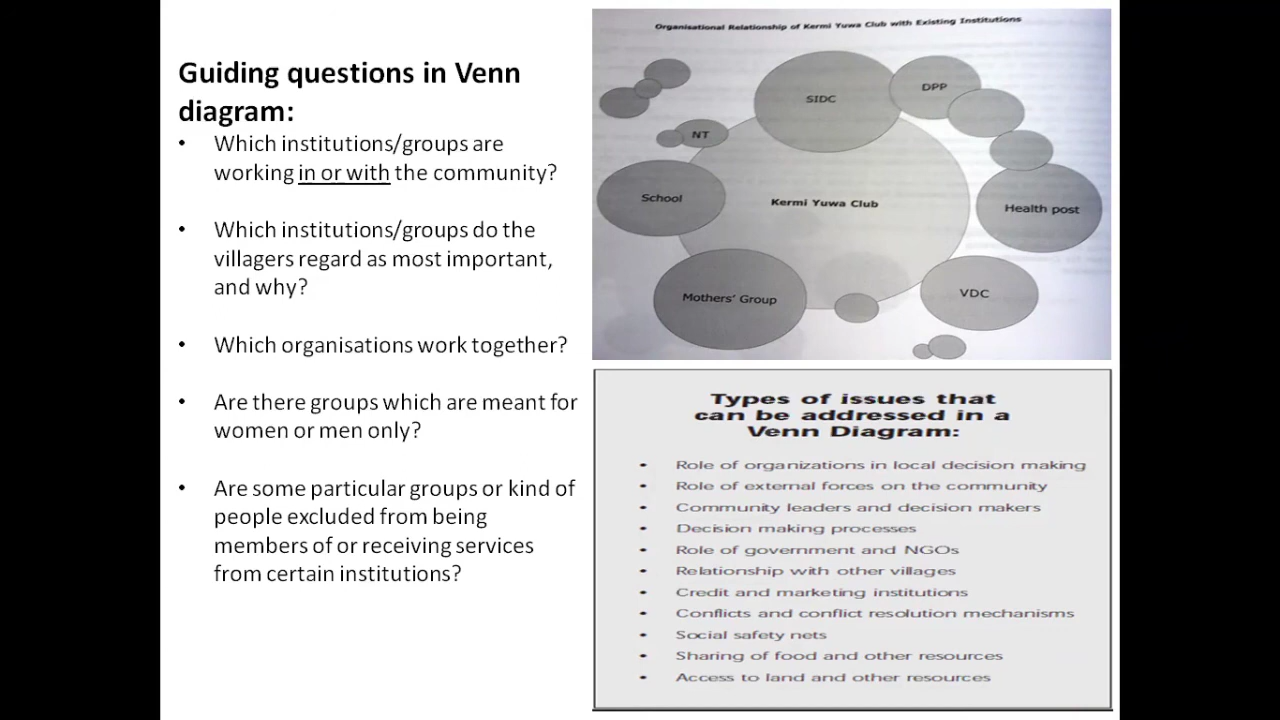 Guiding questions in Venn
diagram:
• Which institutions/groups are
working in or with the community?
• Which institutions/groups do the
villagers regard as most important,
and why?
• Which organisations work together?
• Are there groups which are meant for
women or men only?
• Are some particular groups or kind of
people excluded from being
members of or receiving services
from certain institutions?
Organisational Relationship of Kermi Yuwa Club with Existing Institutions
SIDC
DPP
NT
School
Kermi Yuwa Club
Health post
Mothers' Group
VDC
Types of issues that
can be addressed in a
Venn Diagram:
• Role of organizations in local decision making
• Role of external forces on the community
• Community leaders and decision makers
• Decision making processes
• Role of government and NGOs
• Relationship with other villages
• Credit and marketing institutions
• Conflicts and conflict resolution mechanisms
• Social safety nets
• Sharing of food and other resources
• Access to land and other resources